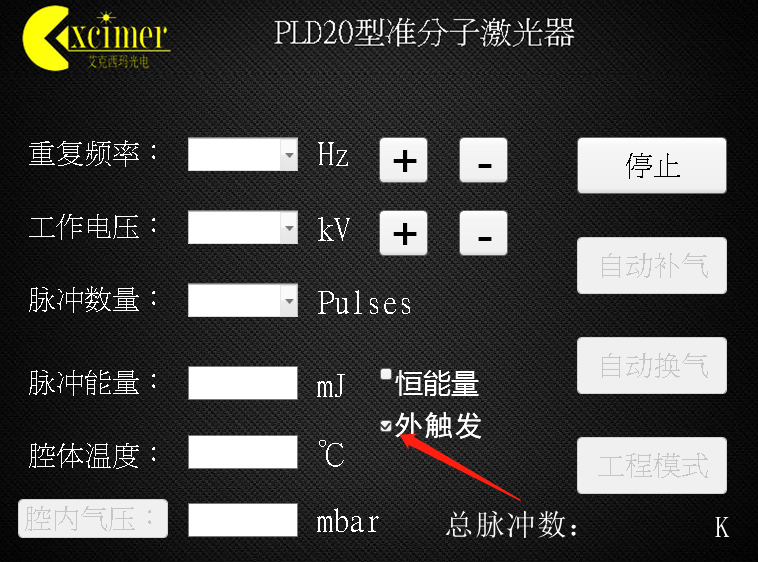 Excimer
艾克西玛光电
PLD20型准分子激光器
重复频率： Hz + - 停止
工作电压： kV + -
自动补气
脉冲数量： Pulses
自动换气
脉冲能量： mJ 恒能量
外触发
腔体温度： ℃ 工程模式
腔内气压： mbar 总脉冲数： K